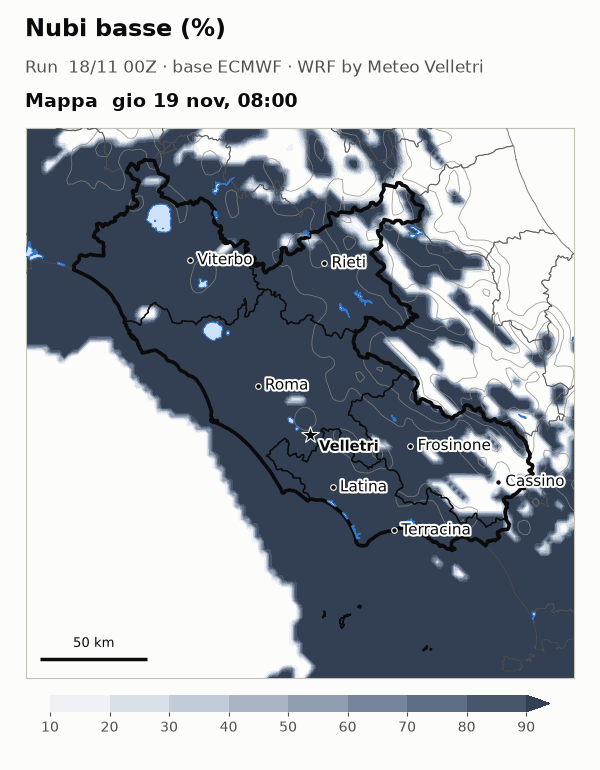 Nubi basse (%)
Run 18/11 00Z · base ECMWF · WRF by Meteo Velletri
Mappa gio 19 nov, 08:00
Viterbo
Rieti
Roma
Velletri
Frosinone
Latina
Cassino
Terracina
50 km
10 20 30 40 50 60 70 80 90